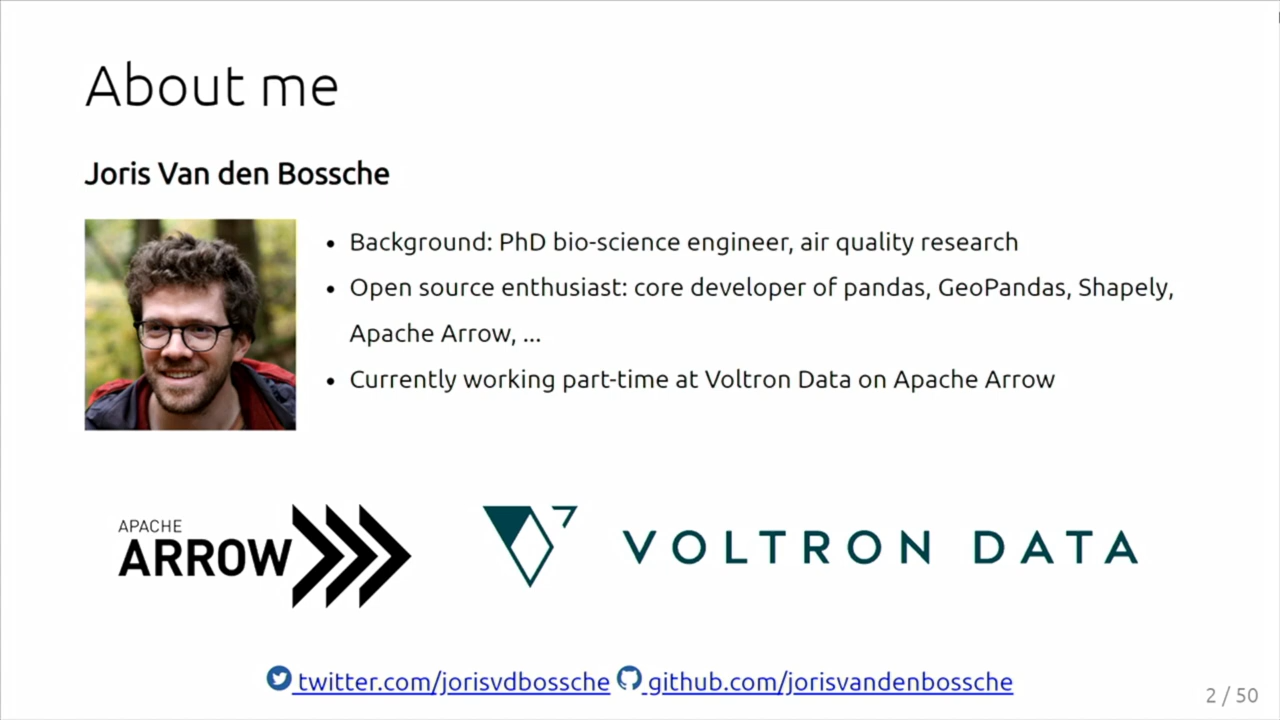 About me
Joris Van den Bossche
• Background: PhD bio-science engineer, air quality research
• Open source enthusiast: core developer of pandas, GeoPandas, Shapely,
Apache Arrow, ...
• Currently working part-time at Voltron Data on Apache Arrow
APACHE
ARROW
VOLTRON DATA
twitter.com/jorisvdbossche github.com/jorisvandenbossche
2 / 50